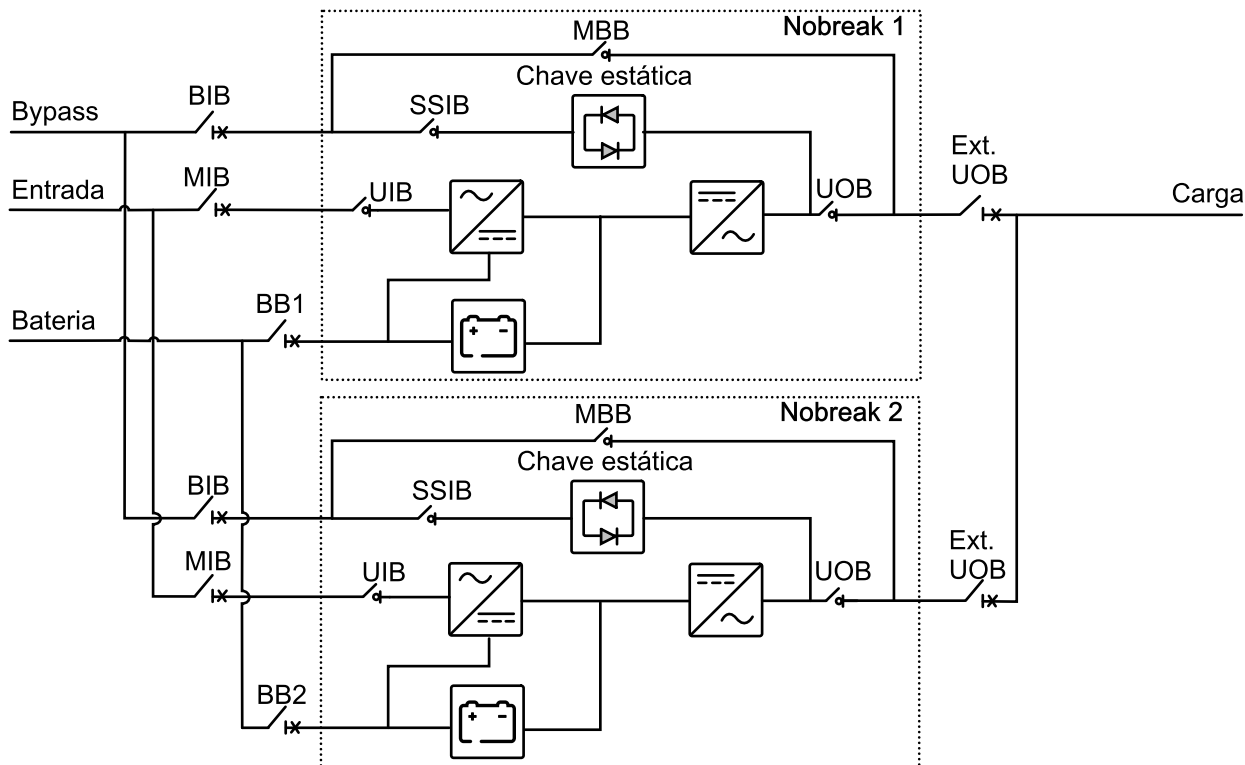 Nobreak 1
MBB
Chave estática
Bypass
BIB
SSIB
Ext.
UOB
Entrada
MIB
UIB
UOB
Carga
Bateria
BB1
+ -
Nobreak 2
MBB
Chave estática
BIB
SSIB
Ext.
UOB
MIB
UIB
UOB
BB2
+ -